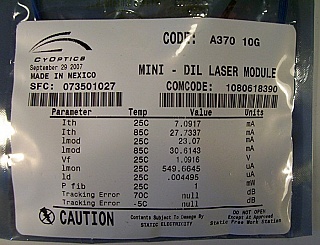 CODE: A370 10G
CYOPTICS
September 29 2007
MADE IN MEXICO
MINI - DIL LASER MODULE
SFC: 073501027
COMCODE: 1080618390
Parameter Temp Value Units
Ith 25C 7.0917 mA
Ith 85C 27.7337 mA
lmod 25C 23.07 mA
lmod 85C 30.6143 mA
Vf 25C 1.0916 V
lmon 25C 549.6645 uA
ld 25C .004495 uA
P fib 25C 1 mW
Tracking Error 70C null dB
Tracking Error -5C null dB
CAUTION
Contents Subject to Damage By
STATIC ELECTRICITY
DO NOT OPEN
Except at Approved
Static Free Work Station